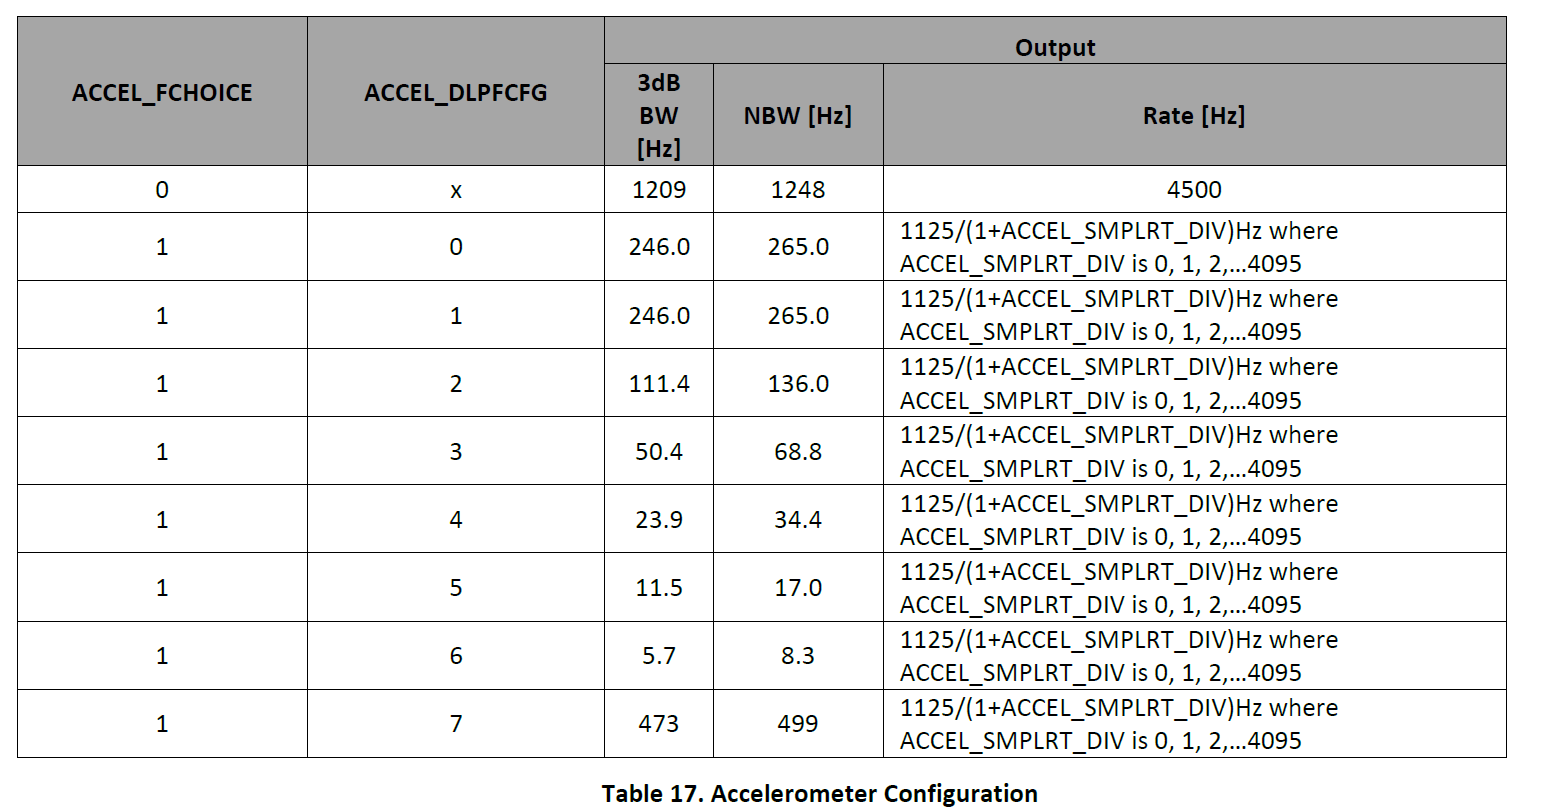 ACCEL_FCHOICE
ACCEL_DLPFCFG
Output
3dB
BW
[Hz]
NBW [Hz]
Rate [Hz]
0
x
1209
1248
4500
1
0
246.0
265.0
1125/(1+ACCEL_SMPLRT_DIV)Hz where
ACCEL_SMPLRT_DIV is 0, 1, 2,...4095
1
1
246.0
265.0
1125/(1+ACCEL_SMPLRT_DIV)Hz where
ACCEL_SMPLRT_DIV is 0, 1, 2,...4095
1
2
111.4
136.0
1125/(1+ACCEL_SMPLRT_DIV)Hz where
ACCEL_SMPLRT_DIV is 0, 1, 2,...4095
1
3
50.4
68.8
1125/(1+ACCEL_SMPLRT_DIV)Hz where
ACCEL_SMPLRT_DIV is 0, 1, 2,...4095
1
4
23.9
34.4
1125/(1+ACCEL_SMPLRT_DIV)Hz where
ACCEL_SMPLRT_DIV is 0, 1, 2,...4095
1
5
11.5
17.0
1125/(1+ACCEL_SMPLRT_DIV)Hz where
ACCEL_SMPLRT_DIV is 0, 1, 2,...4095
1
6
5.7
8.3
1125/(1+ACCEL_SMPLRT_DIV)Hz where
ACCEL_SMPLRT_DIV is 0, 1, 2,...4095
1
7
473
499
1125/(1+ACCEL_SMPLRT_DIV)Hz where
ACCEL_SMPLRT_DIV is 0, 1, 2,...4095
Table 17. Accelerometer Configuration